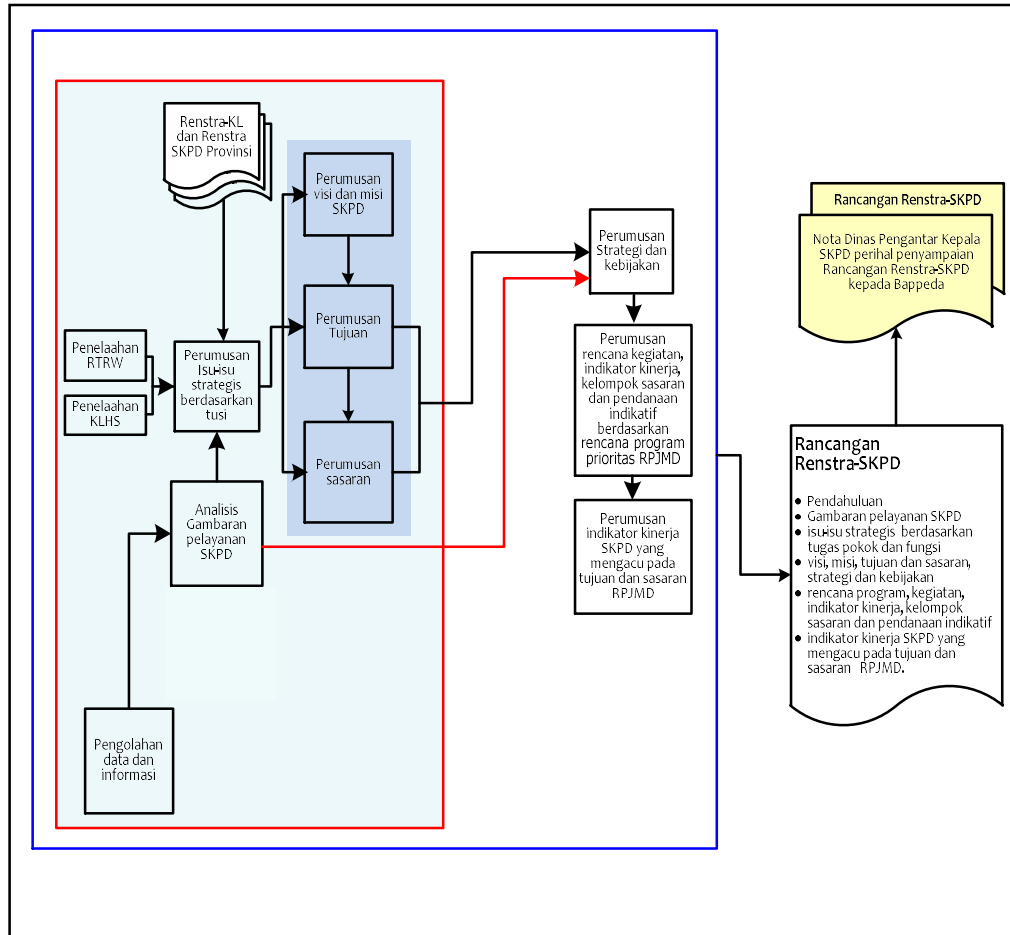 Renstra-KL
dan Renstra
SKPD Provinsi
Perumusan
visi dan misi
SKPD
Perumusan
Tujuan
Perumusan
sasaran
Penelaahan
RTRW
Penelaahan
KLHS
Perumusan
Isu-isu
strategis
berdasarkan
tusi
Analisis
Gambaran
pelayanan
SKPD
Pengolahan
data dan
informasi
Perumusan
Strategi dan
kebijakan
Perumusan
rencana kegiatan,
indikator kinerja,
kelompok sasaran
dan pendanaan
indikatif
berdasarkan
rencana program
prioritas RPJMD
Perumusan
indikator kinerja
SKPD yang
mengacu pada
tujuan dan sasaran
RPJMD
Rancangan Renstra-SKPD
Nota Dinas Pengantar Kepala
SKPD perihal penyampaian
Rancangan Renstra-SKPD
kepada Bappeda
Rancangan
Renstra-SKPD
• Pendahuluan
• Gambaran pelayanan SKPD
• isu-isu strategis berdasarkan
tugas pokok dan fungsi
• visi, misi, tujuan dan sasaran,
strategi dan kebijakan
• rencana program, kegiatan,
indikator kinerja, kelompok
sasaran dan pendanaan indikatif
• indikator kinerja SKPD yang
mengacu pada tujuan dan
sasaran RPJMD.